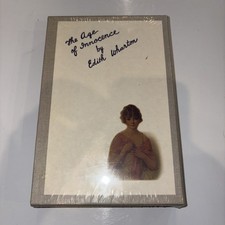 The Age
of Innocence
by
Edith Wharton